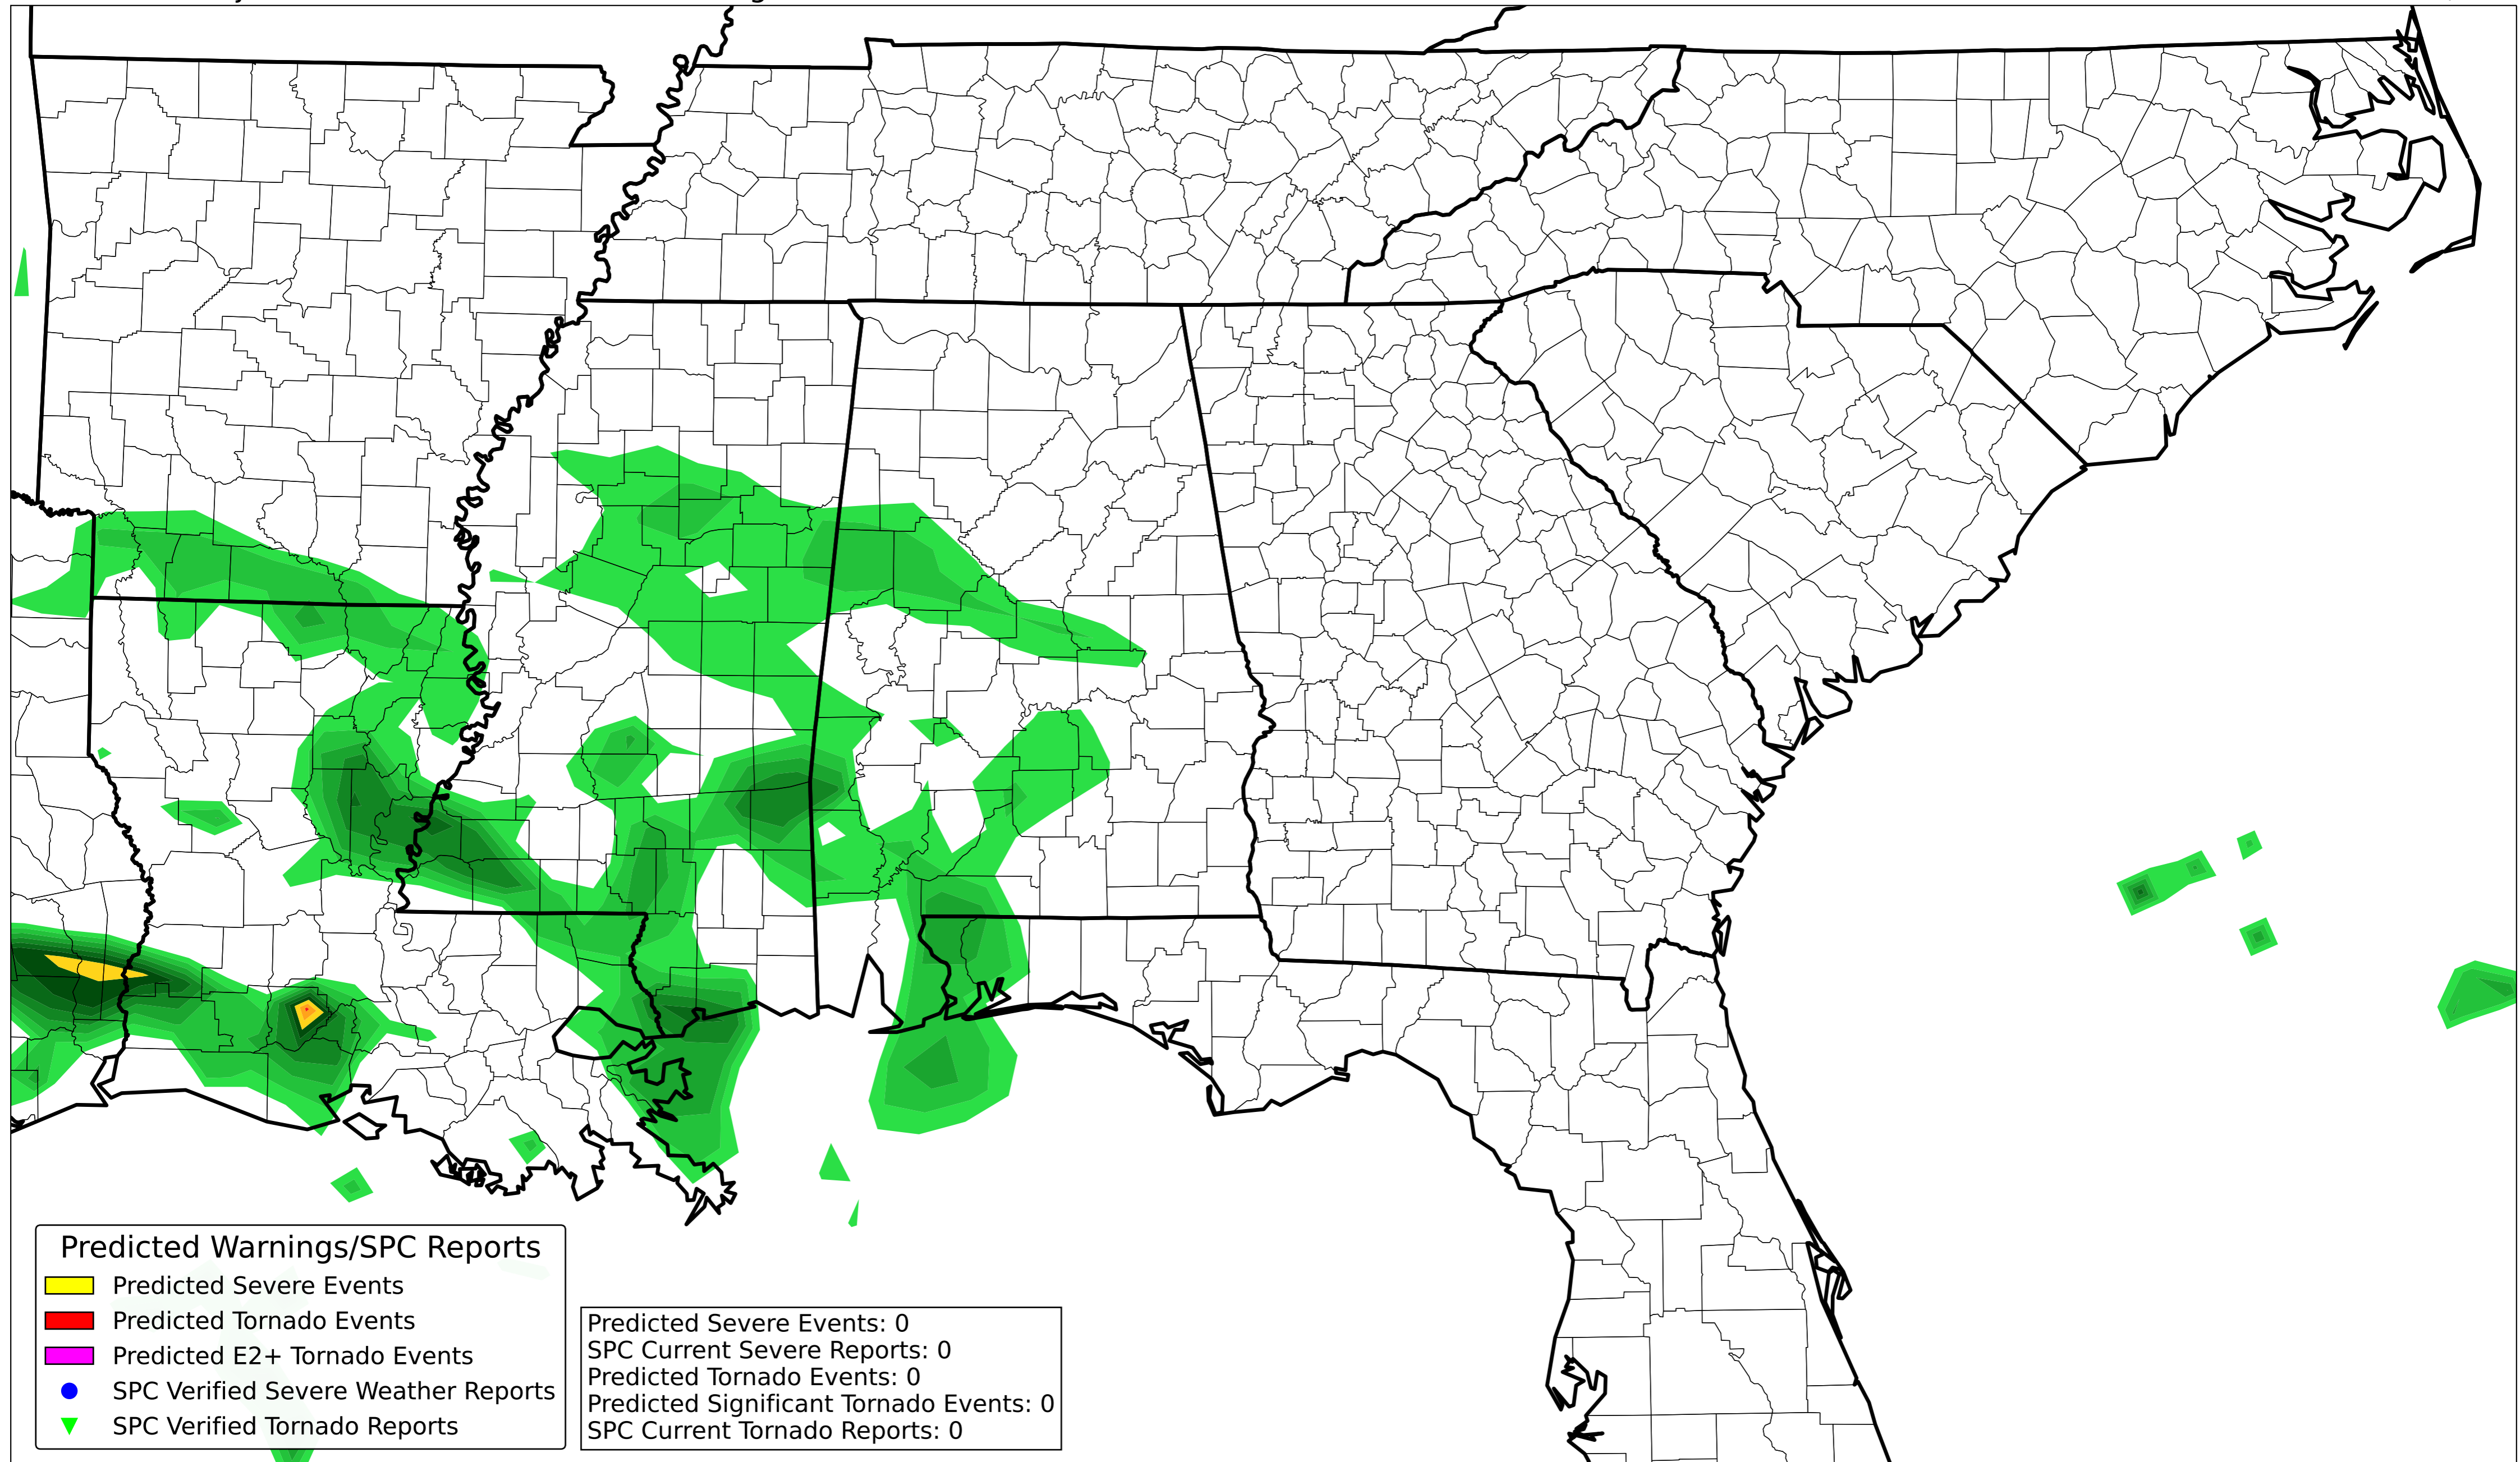 Predicted Warnings/SPC Reports
Predicted Severe Events
Predicted Tornado Events
Predicted E2+ Tornado Events
SPC Verified Severe Weather Reports
SPC Verified Tornado Reports
Predicted Severe Events: 0
SPC Current Severe Reports: 0
Predicted Tornado Events: 0
Predicted Significant Tornado Events: 0
SPC Current Tornado Reports: 0